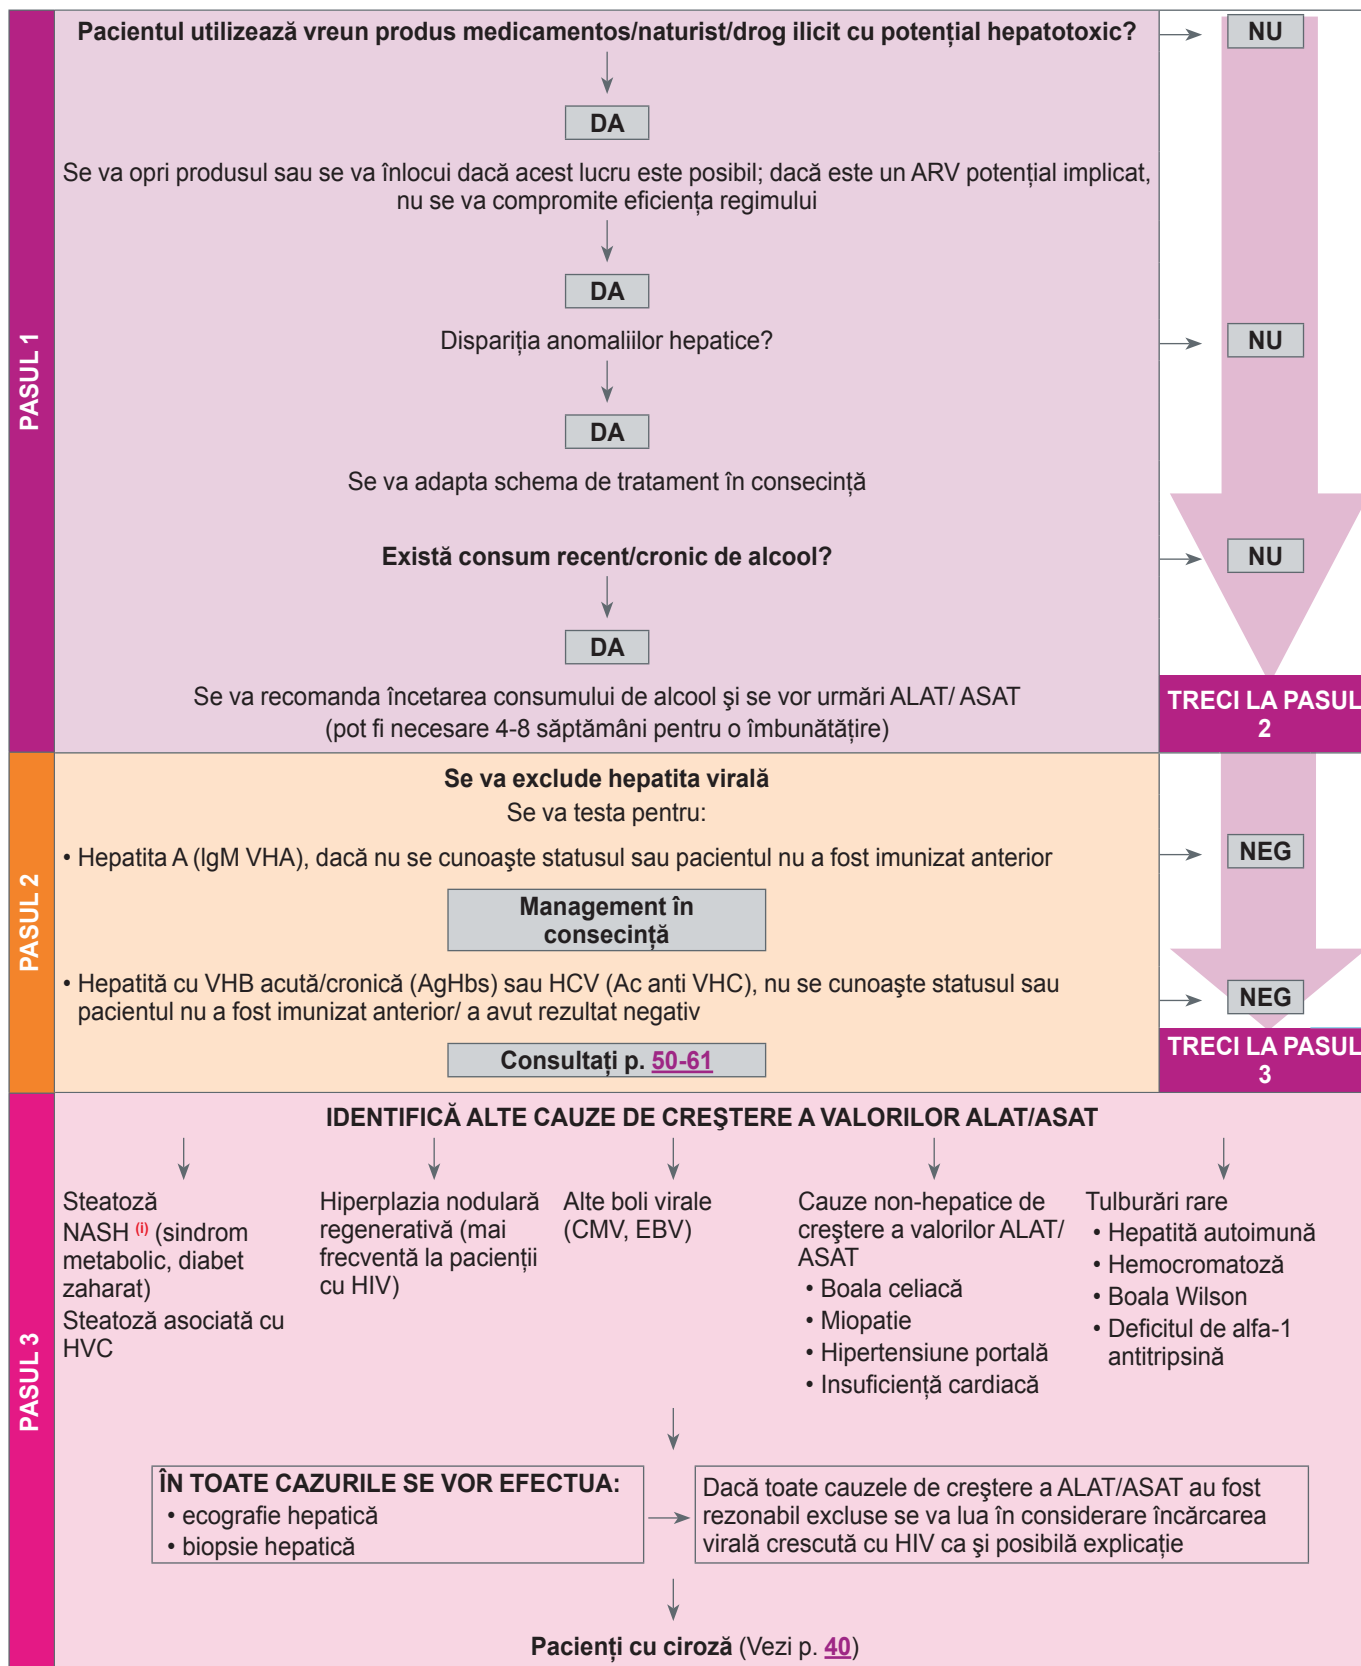 PASUL 1
Pacientul utilizează vreun produs medicamentos/naturist/drog ilicit cu potențial hepatotoxic?
NU
DA
Se va opri produsul sau se va înlocui dacă acest lucru este posibil; dacă este un ARV potențial implicat,
nu se va compromite eficiența regimului
DA
Dispariția anomaliilor hepatice?
NU
DA
Se va adapta schema de tratament în consecință
Există consum recent/cronic de alcool?
NU
DA
Se va recomanda încetarea consumului de alcool şi se vor urmări ALAT/ ASAT
(pot fi necesare 4-8 săptămâni pentru o îmbunătățire)
TRECI LA PASUL
2
PASUL 2
Se va exclude hepatita virală
Se va testa pentru:
• Hepatita A (IgM VHA), dacă nu se cunoaşte statusul sau pacientul nu a fost imunizat anterior
NEG
Management în
consecință
• Hepatită cu VHB acută/cronică (AgHbs) sau HCV (Ac anti VHC), nu se cunoaşte statusul sau
pacientul nu a fost imunizat anterior/ a avut rezultat negativ
NEG
Consultați p. 50-61
TRECI LA PASUL
3
PASUL 3
IDENTIFICĂ ALTE CAUZE DE CREŞTERE A VALORILOR ALAT/ASAT
Steatoză
NASH (i) (sindrom
metabolic, diabet
zaharat)
Steatoză asociată cu
HVC
Hiperplazia nodulară
regenerativă (mai
frecventă la pacienții
cu HIV)
Alte boli virale
(CMV, EBV)
Cauze non-hepatice de
creştere a valorilor ALAT/
ASAT
• Boala celiacă
• Miopatie
• Hipertensiune portală
• Insuficiență cardiacă
Tulburări rare
• Hepatită autoimună
• Hemocromatoză
• Boala Wilson
• Deficitul de alfa-1
antitripsină
ÎN TOATE CAZURILE SE VOR EFECTUA:
• ecografie hepatică
• biopsie hepatică
Dacă toate cauzele de creştere a ALAT/ASAT au fost
rezonabil excluse se va lua în considerare încărcarea
virală crescută cu HIV ca şi posibilă explicație
Pacienți cu ciroză (Vezi p. 40)